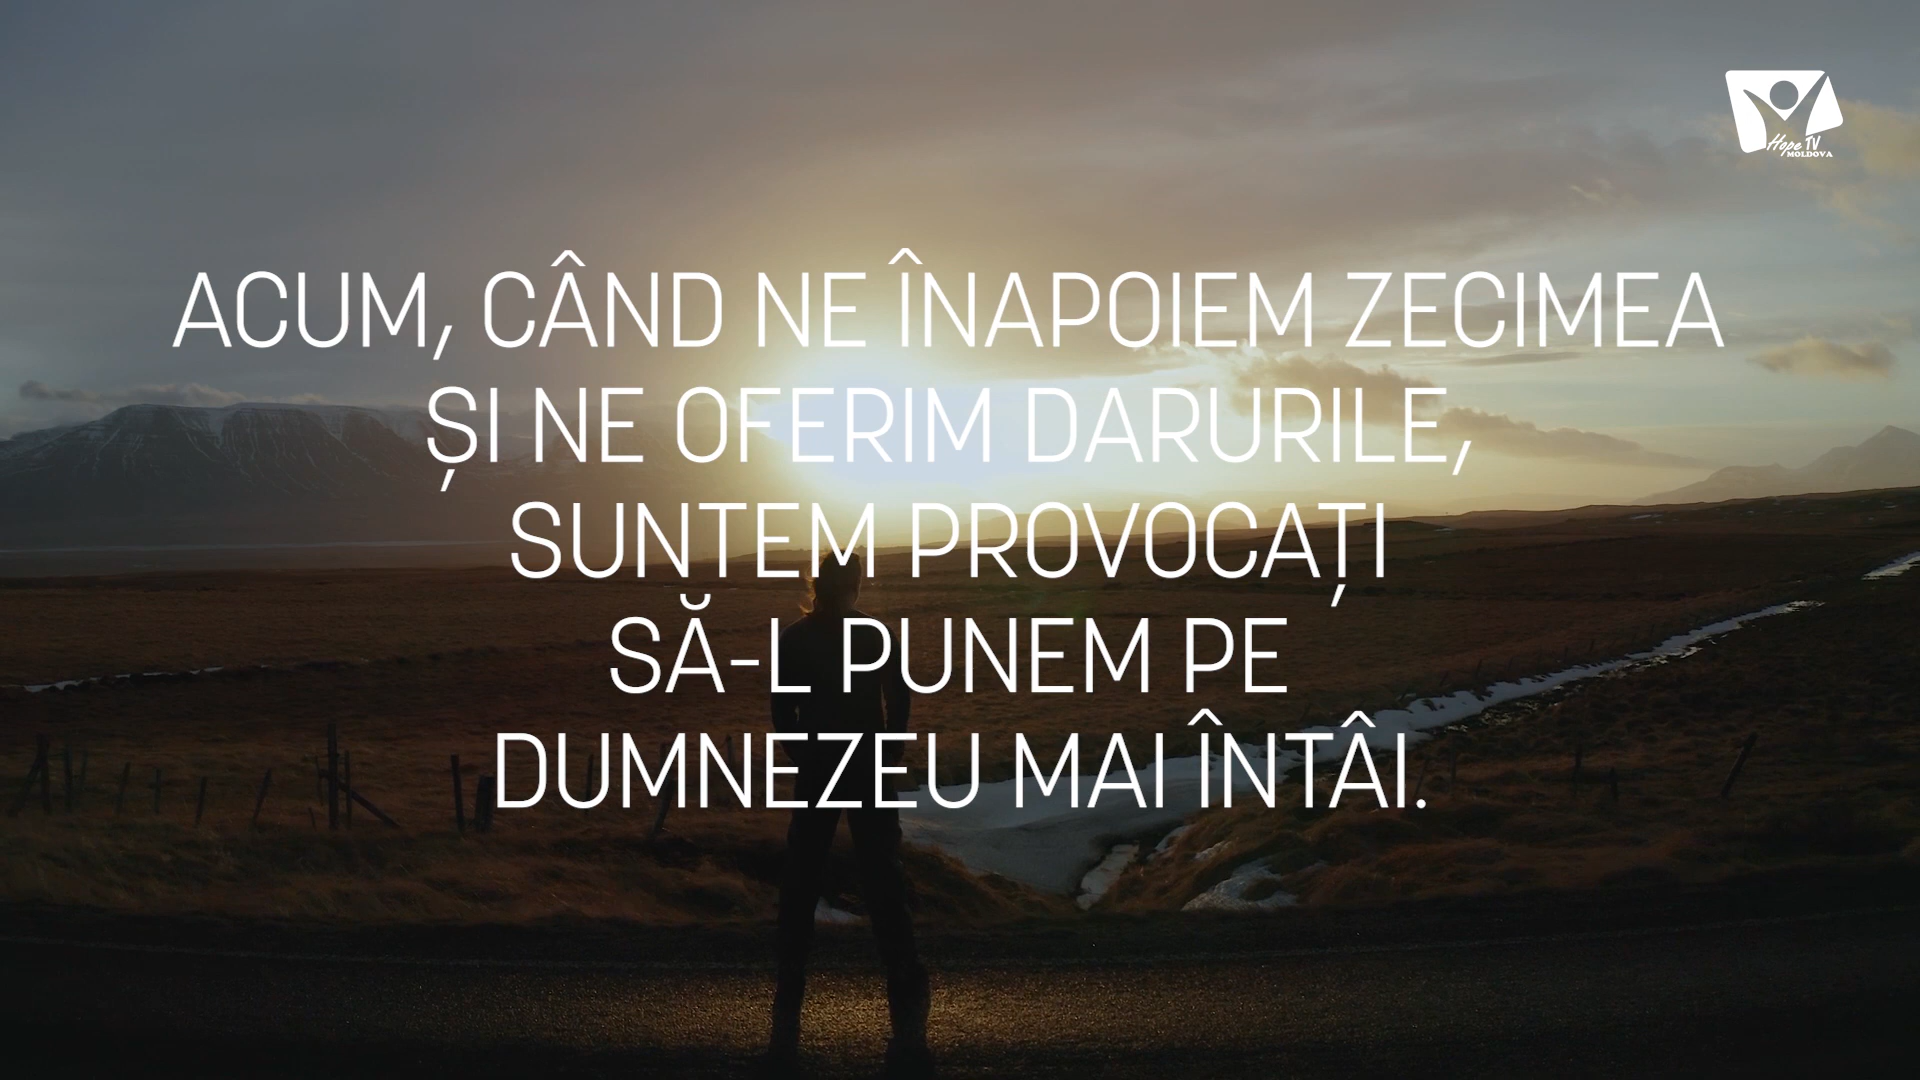 Hope TV
MOLDOVA
ACUM, CÂND NE ÎNAPOIEM ZECIMEA
ȘI NE OFERIM DARURILE,
SUNTEM PROVOCAȚI
SĂ-L PUNEM PE
DUMNEZEU MAI ÎNTÂI.